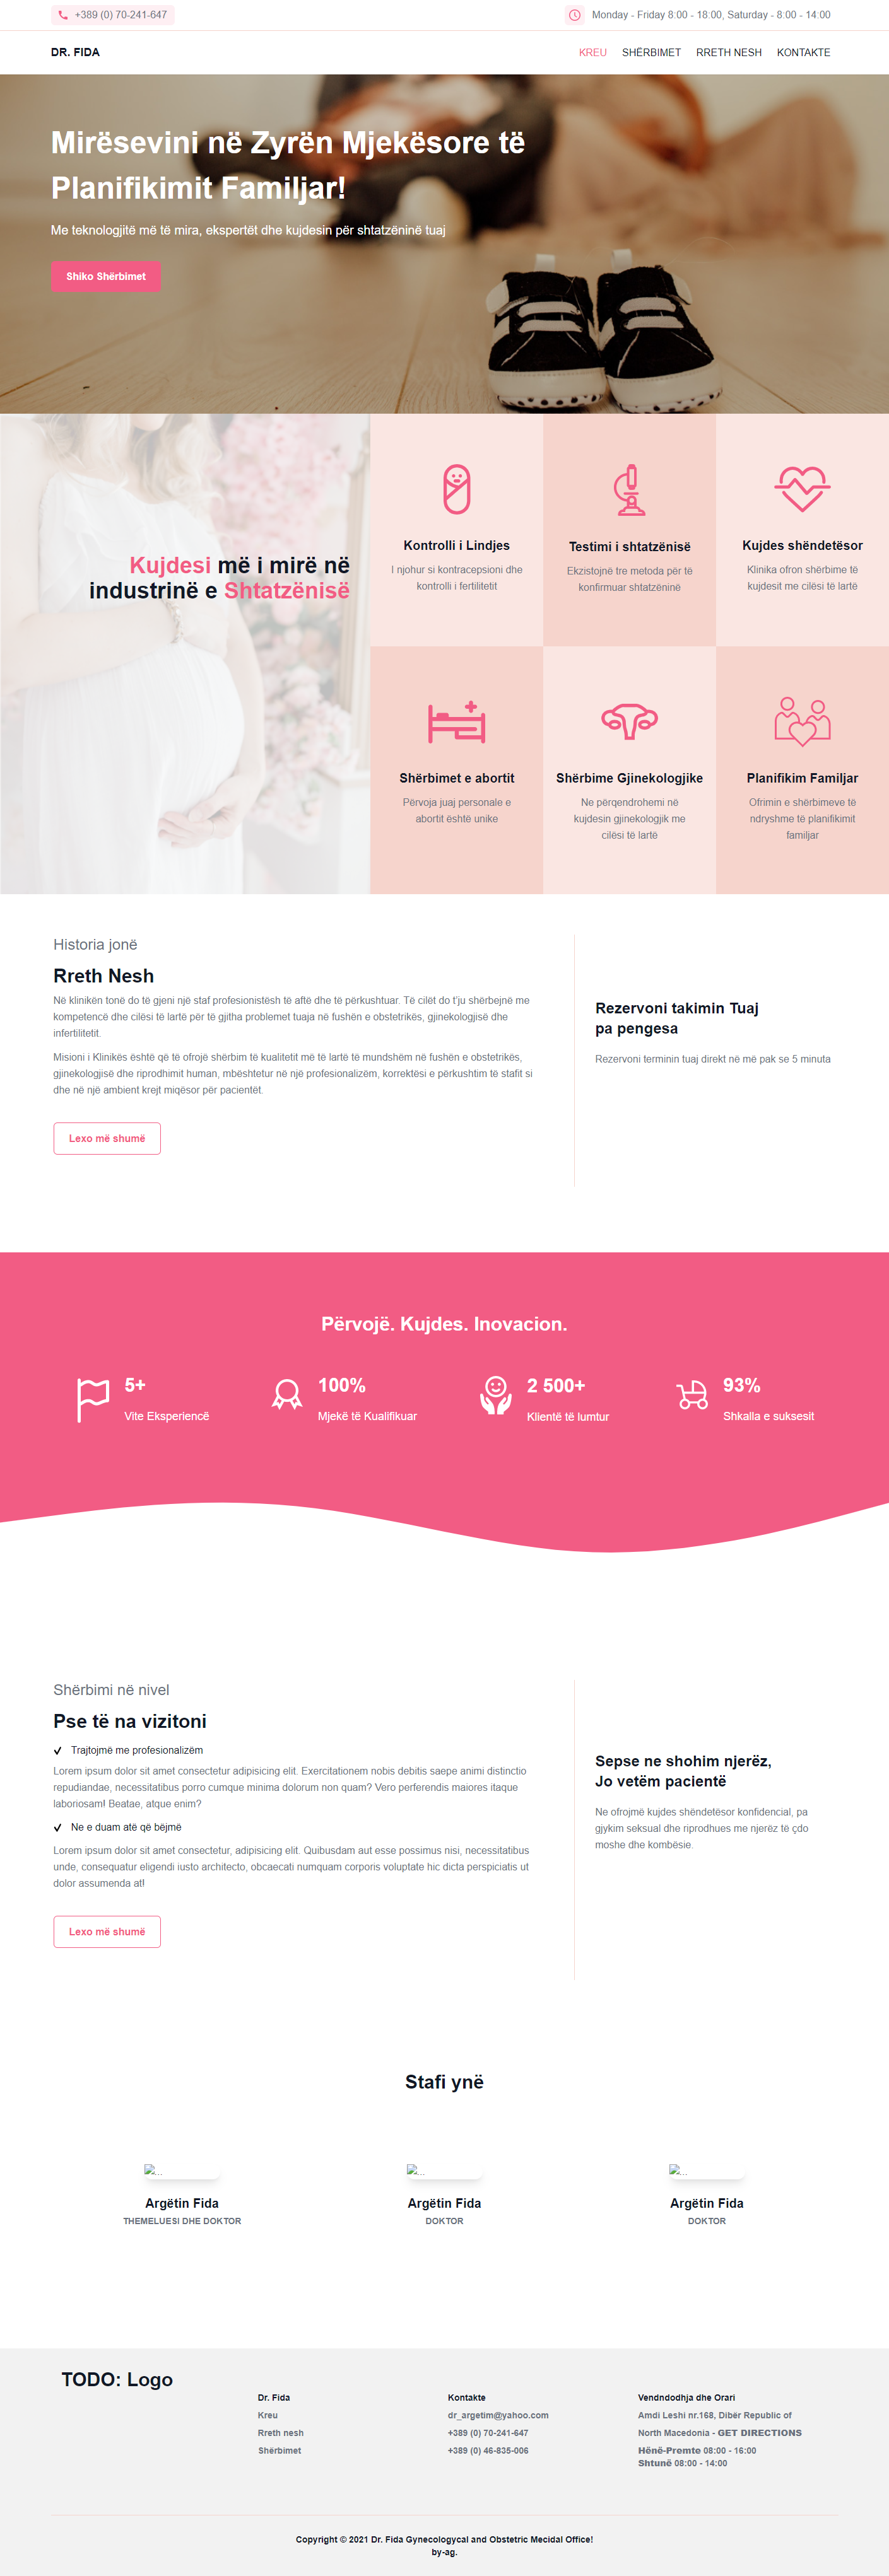 +389 (0) 70-241-647
Monday - Friday 8:00 - 18:00, Saturday - 8:00 - 14:00
DR. FIDA
KREU
SHËRBIMET
RRETH NESH
KONTAKTE
Mirësevini në Zyrën Mjekësore të
Planifikimit Familjar!
Me teknologjitë më të mira, ekspertët dhe kujdesin për shtatzëninë tuaj
Shiko Shërbimet
Kujdesi më i mirë në
industrinë e Shtatzënisë
Kontrolli i Lindjes
I njohur si kontracepsioni dhe
kontrolli i fertilitetit
Testimi i shtatzënisë
Ekzistojnë tre metoda për të
konfirmuar shtatzëninë
Kujdes shëndetësor
Klinika ofron shërbime të
kujdesit me cilësi të lartë
Shërbimet e abortit
Përvoja juaj personale e
abortit është unike
Shërbime Gjinekologjike
Ne përqendrohemi në
kujdesin gjinekologjik me
cilësi të lartë
Planifikim Familjar
Ofrimin e shërbimeve të
ndryshme të planifikimit
familjar
Historia jonë
Rreth Nesh
Në klinikën tonë do të gjeni një staf profesionistësh të aftë dhe të përkushtuar. Të cilët do t'ju shërbejnë me
kompetencë dhe cilësi të lartë për të gjitha problemet tuaja në fushën e obstetrikës, gjinekologjisë dhe
infertilitetit.
Misioni i Klinikës është që të ofrojë shërbim të kualitetit më të lartë të mundshëm në fushën e obstetrikës,
gjinekologjisë dhe riprodhimit human, mbështetur në një profesionalizëm, korrektësi e përkushtim të stafit si
dhe në një ambient krejt miqësor për pacientët.
Lexo më shumë
Rezervoni takimin Tuaj
pa pengesa
Rezervoni terminin tuaj direkt në më pak se 5 minuta
Përvojë. Kujdes. Inovacion.
5+
Vite Eksperiencë
100%
Mjekë të Kualifikuar
2 500+
Klientë të lumtur
93%
Shkalla e suksesit
Shërbimi në nivel
Pse të na vizitoni
Trajtojmë me profesionalizëm
Lorem ipsum dolor sit amet consectetur adipisicing elit. Exercitationem nobis debitis saepe animi distinctio
repudiandae, necessitatibus porro cumque minima dolorum non quam? Vero perferendis maiores itaque
laboriosam! Beatae, atque enim?
Ne e duam atë që bëjmë
Lorem ipsum dolor sit amet consectetur, adipisicing elit. Quibusdam aut esse possimus nisi, necessitatibus
unde, consequatur eligendi iusto architecto, obcaecati numquam corporis voluptate hic dicta perspiciatis ut
dolor assumenda at!
Lexo më shumë
Sepse ne shohim njerëz,
Jo vetëm pacientë
Ne ofrojmë kujdes shëndetësor konfidencial, pa
gjykim seksual dhe riprodhues me njerëz të çdo
moshe dhe kombësie.
Stafi ynë
...
Argëtin Fida
THEMELUESI DHE DOKTOR
...
Argëtin Fida
DOKTOR
...
Argëtin Fida
DOKTOR
TODO: Logo
Dr. Fida
Kreu
Rreth nesh
Shërbimet
Kontakte
dr_argetim@yahoo.com
+389 (0) 70-241-647
+389 (0) 46-835-006
Vendndodhja dhe Orari
Amdi Leshi nr.168, Dibër Republic of
North Macedonia - GET DIRECTIONS
Hënë-Premte 08:00 - 16:00
Shtunë 08:00 - 14:00
Copyright © 2021 Dr. Fida Gynecologycal and Obstetric Mecidal Office!
by-ag.